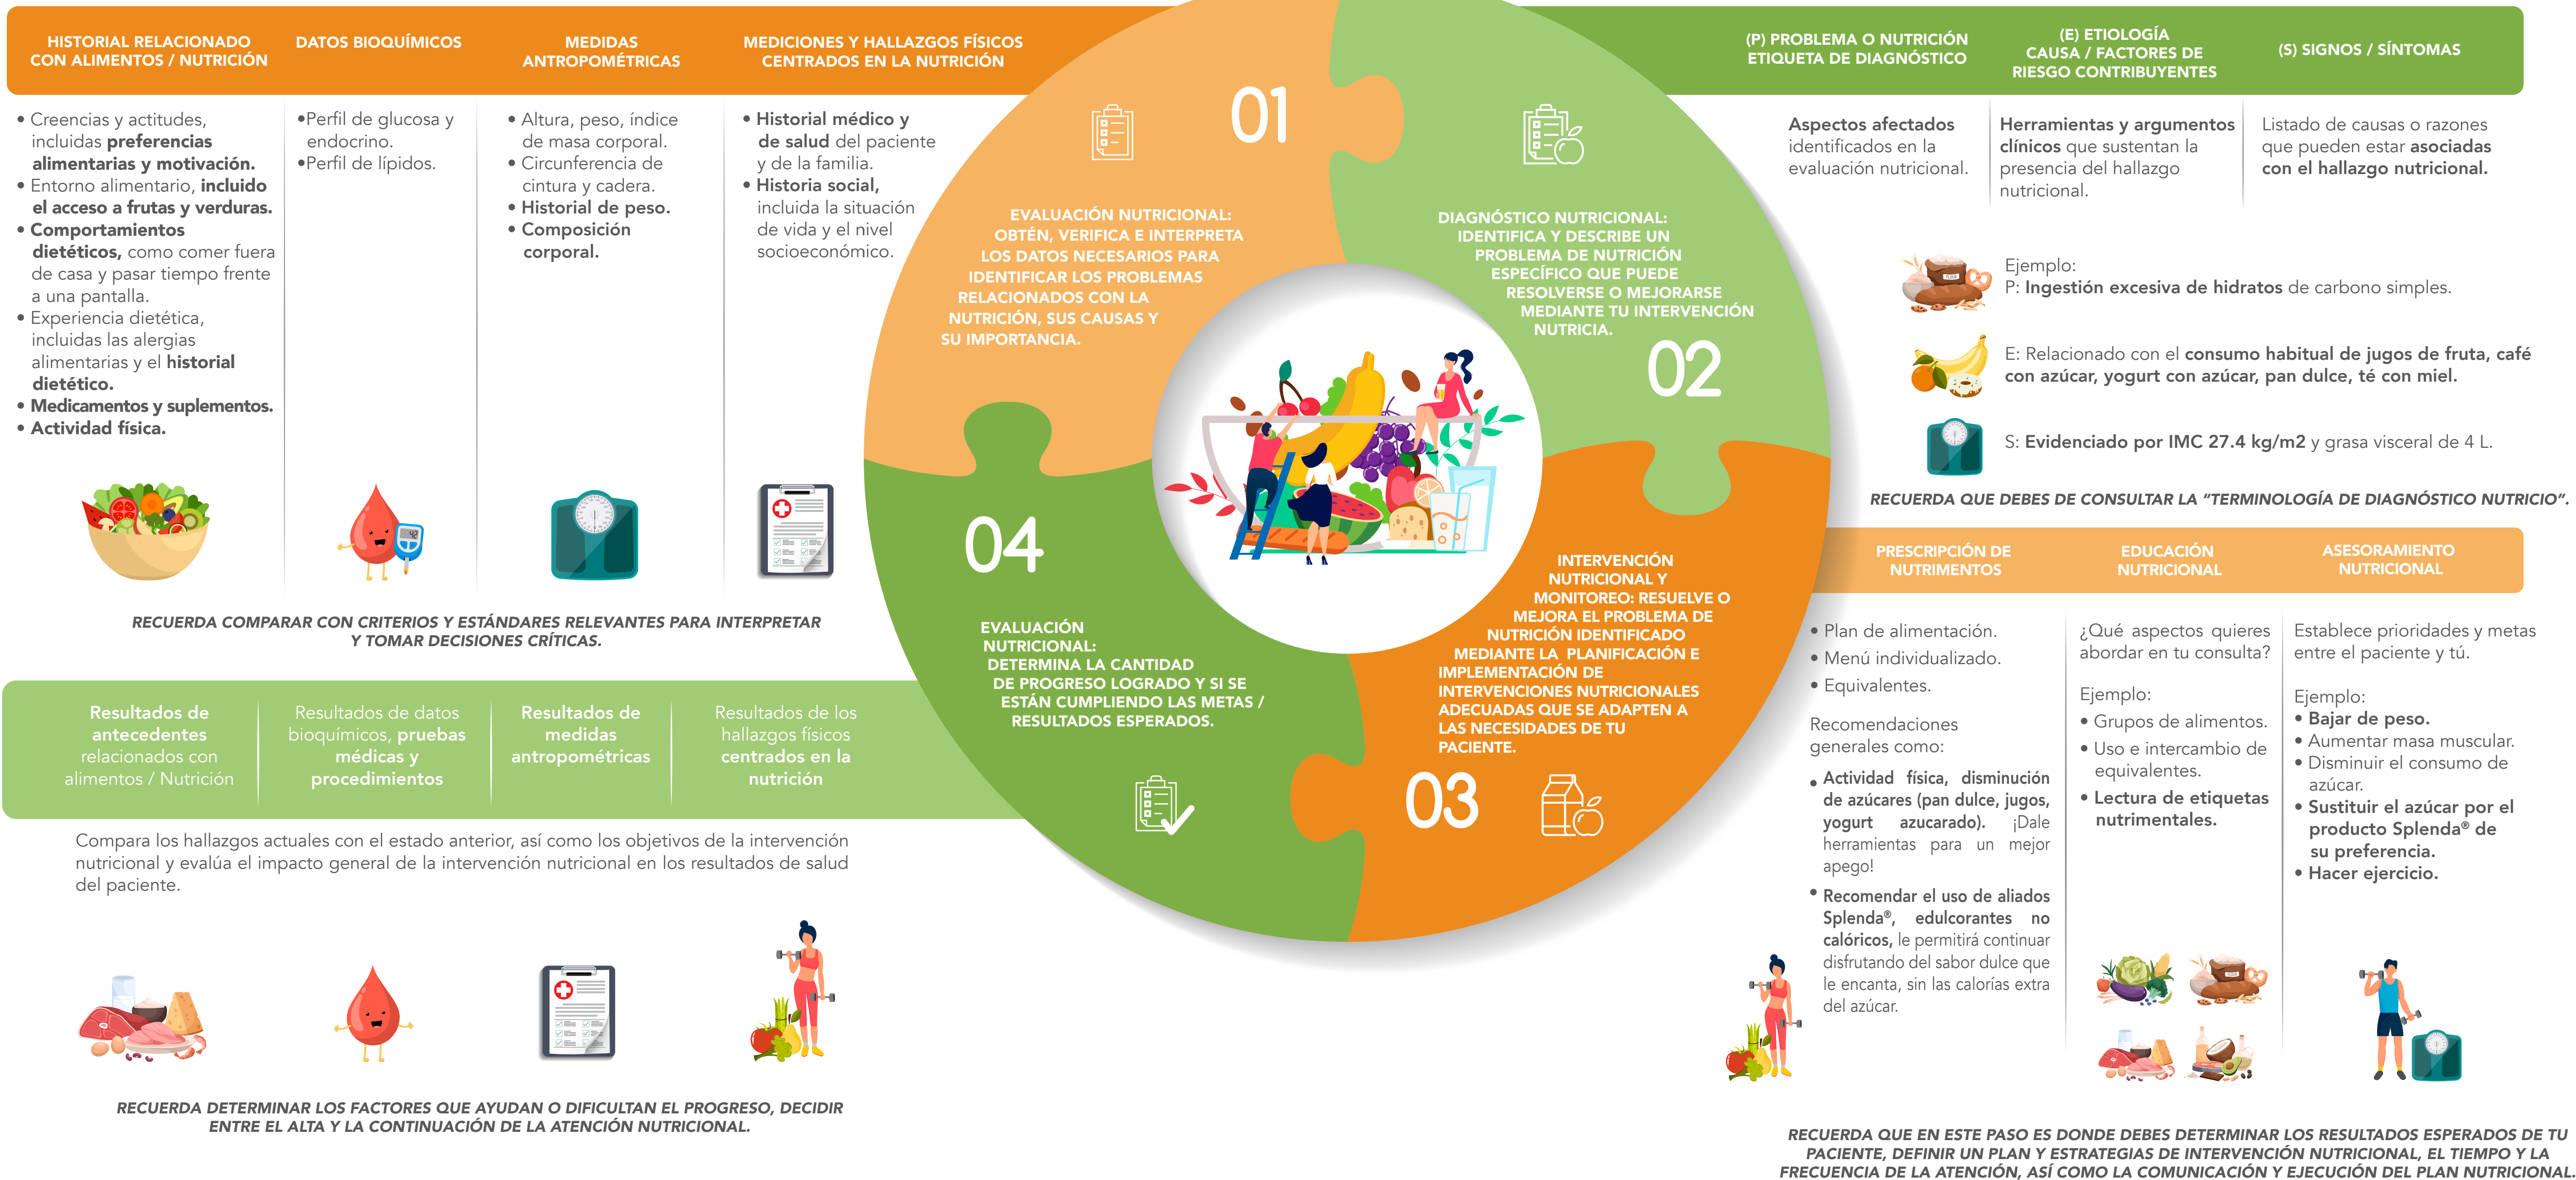 HISTORIAL RELACIONADO
CON ALIMENTOS / NUTRICIÓN
• Creencias y actitudes,
incluidas preferencias
alimentarias y motivación.
• Entorno alimentario, incluido
el acceso a frutas y verduras.
• Comportamientos
dietéticos, como comer fuera
de casa y pasar tiempo frente
a una pantalla.
• Experiencia dietética,
incluidas las alergias
alimentarias y el historial
dietético.
• Medicamentos y suplementos.
• Actividad física.
DATOS BIOQUÍMICOS
•Perfil de glucosa y
endocrino.
•Perfil de lípidos.
MEDIDAS
ANTROPOMÉTRICAS
• Altura, peso, índice
de masa corporal.
• Circunferencia de
cintura y cadera.
• Historial de peso.
• Composición
corporal.
MEDICIONES Y HALLAZGOS FÍSICOS
CENTRADOS EN LA NUTRICIÓN
• Historial médico y
de salud del paciente
y de la familia.
• Historia social,
incluida la situación
de vida y el nivel
socioeconómico.
RECUERDA COMPARAR CON CRITERIOS Y ESTÁNDARES RELEVANTES PARA INTERPRETAR
Y TOMAR DECISIONES CRÍTICAS.
01
EVALUACIÓN NUTRICIONAL:
OBTÉN, VERIFICA E INTERPRETA
LOS DATOS NECESARIOS PARA
IDENTIFICAR LOS PROBLEMAS
RELACIONADOS CON LA
NUTRICIÓN, SUS CAUSAS Y
SU IMPORTANCIA.
DIAGNÓSTICO NUTRICIONAL:
IDENTIFICA Y DESCRIBE UN
PROBLEMA DE NUTRICIÓN
ESPECÍFICO QUE PUEDE
RESOLVERSE O MEJORARSE
MEDIANTE TU INTERVENCIÓN
NUTRICIA.
02
(P) PROBLEMA O NUTRICIÓN
ETIQUETA DE DIAGNÓSTICO
Aspectos afectados
identificados en la
evaluación nutricional.
(E) ETIOLOGÍA
CAUSA / FACTORES DE
RIESGO CONTRIBUYENTES
Herramientas y argumentos
clínicos que sustentan la
presencia del hallazgo
nutricional.
(S) SIGNOS / SÍNTOMAS
Listado de causas o razones
que pueden estar asociadas
con el hallazgo nutricional.
Ejemplo:
P: Ingestión excesiva de hidratos de carbono simples.
E: Relacionado con el consumo habitual de jugos de fruta, café
con azúcar, yogurt con azúcar, pan dulce, té con miel.
S: Evidenciado por IMC 27.4 kg/m2 y grasa visceral de 4 L.
RECUERDA QUE DEBES DE CONSULTAR LA “TERMINOLOGÍA DE DIAGNÓSTICO NUTRICIO”.
INTERVENCIÓN
NUTRICIONAL Y
MONITOREO: RESUELVE O
MEJORA EL PROBLEMA DE
NUTRICIÓN IDENTIFICADO
MEDIANTE LA PLANIFICACIÓN E
IMPLEMENTACIÓN DE
INTERVENCIONES NUTRICIONALES
ADECUADAS QUE SE ADAPTEN A
LAS NECESIDADES DE TU
PACIENTE.
03
PRESCRIPCIÓN DE
NUTRIMENTOS
• Plan de alimentación.
• Menú individualizado.
• Equivalentes.
Recomendaciones
generales como:
• Actividad física, disminución
de azúcares (pan dulce, jugos,
yogurt azucarado). ¡Dale
herramientas para un mejor
apego!
• Recomendar el uso de aliados
Splenda®, edulcorantes no
calóricos, le permitirá continuar
disfrutando del sabor dulce que
le encanta, sin las calorías extra
del azúcar.
EDUCACIÓN
NUTRICIONAL
¿Qué aspectos quieres
abordar en tu consulta?
Ejemplo:
• Grupos de alimentos.
• Uso e intercambio de
equivalentes.
• Lectura de etiquetas
nutrimentales.
ASESORAMIENTO
NUTRICIONAL
Establece prioridades y metas
entre el paciente y tú.
Ejemplo:
• Bajar de peso.
• Aumentar masa muscular.
• Disminuir el consumo de
azúcar.
• Sustituir el azúcar por el
producto Splenda® de
su preferencia.
• Hacer ejercicio.
RECUERDA QUE EN ESTE PASO ES DONDE DEBES DETERMINAR LOS RESULTADOS ESPERADOS DE TU
PACIENTE, DEFINIR UN PLAN Y ESTRATEGIAS DE INTERVENCIÓN NUTRICIONAL, EL TIEMPO Y LA
FRECUENCIA DE LA ATENCIÓN, ASÍ COMO LA COMUNICACIÓN Y EJECUCIÓN DEL PLAN NUTRICIONAL.
04
EVALUACIÓN
NUTRICIONAL:
DETERMINA LA CANTIDAD
DE PROGRESO LOGRADO Y SI SE
ESTÁN CUMPLIENDO LAS METAS /
RESULTADOS ESPERADOS.
Resultados de
antecedentes
relacionados con
alimentos / Nutrición
Resultados de datos
bioquímicos, pruebas
médicas y
procedimientos
Resultados de
medidas
antropométricas
Resultados de los
hallazgos físicos
centrados en la
nutrición
Compara los hallazgos actuales con el estado anterior, así como los objetivos de la intervención
nutricional y evalúa el impacto general de la intervención nutricional en los resultados de salud
del paciente.
RECUERDA DETERMINAR LOS FACTORES QUE AYUDAN O DIFICULTAN EL PROGRESO, DECIDIR
ENTRE EL ALTA Y LA CONTINUACIÓN DE LA ATENCIÓN NUTRICIONAL.